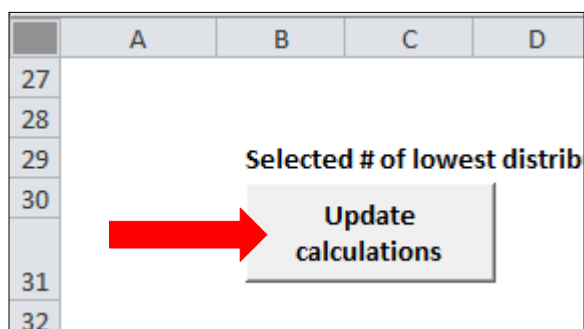 A B C D
27
28
29 Selected # of lowest distrib
30 Update
calculations
31
32